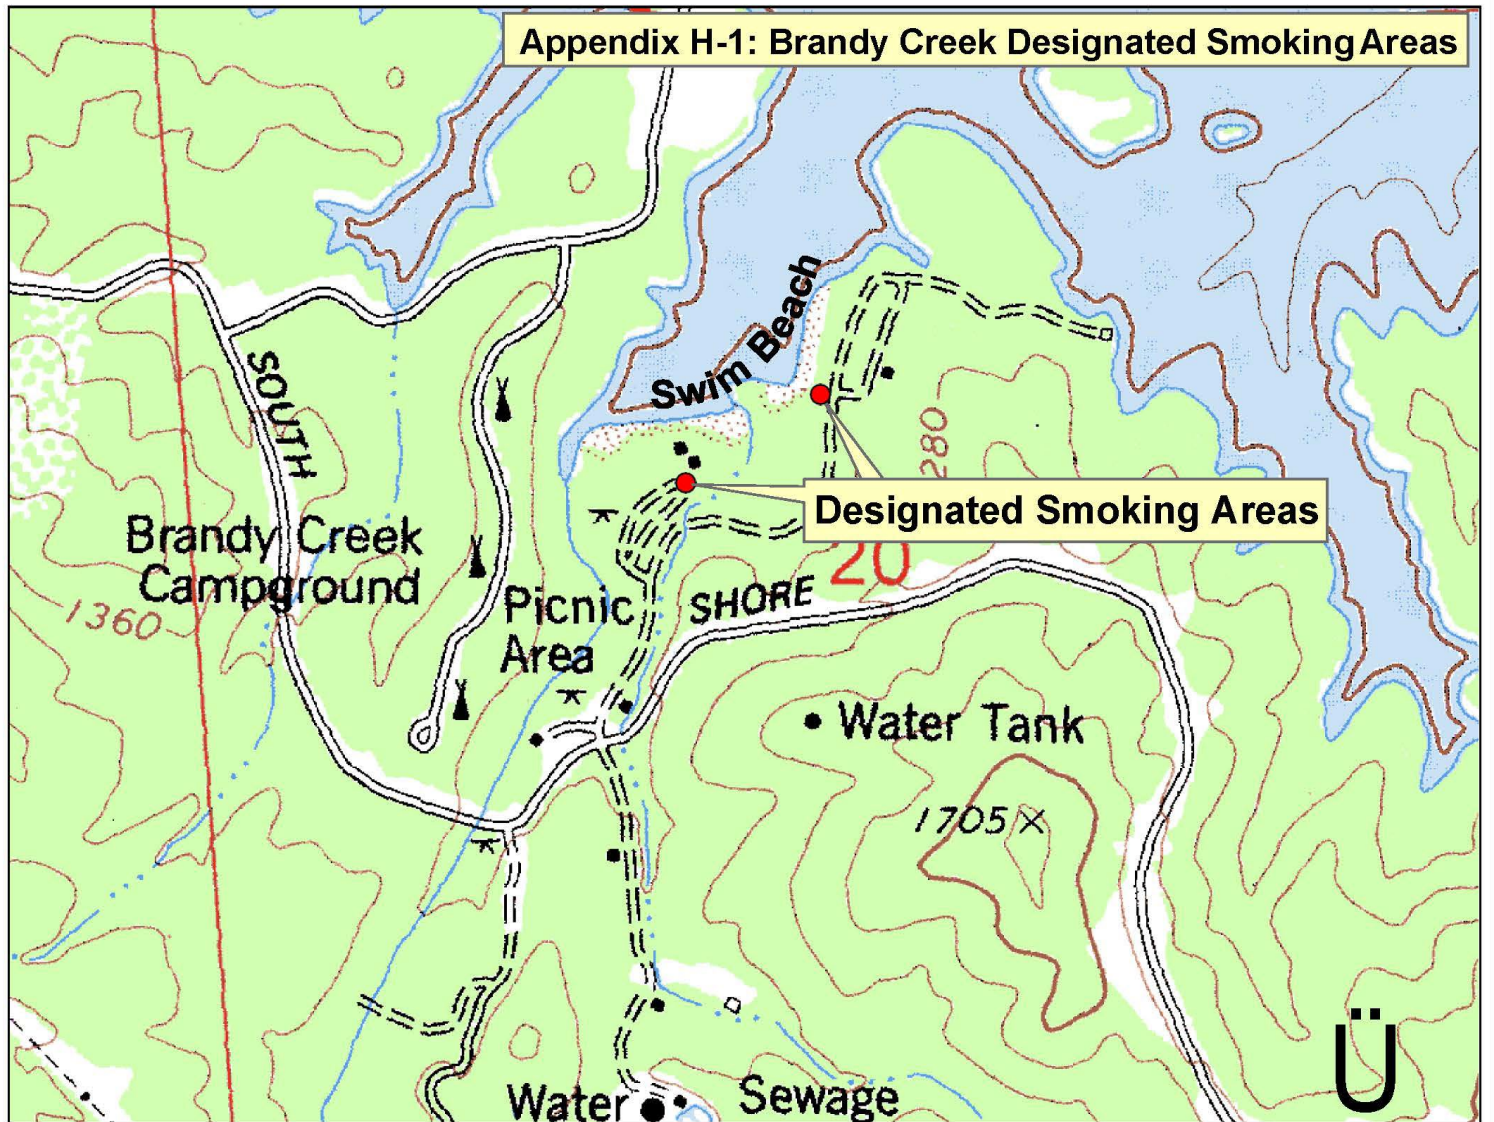 Appendix H-1: Brandy Creek Designated Smoking Areas
Swim Beach
SOUTH
280
Designated Smoking Areas
Brandy Creek
Campground
20
1360
Picnic
Area
SHORE
Water Tank
1705
Water
Sewage
Ü